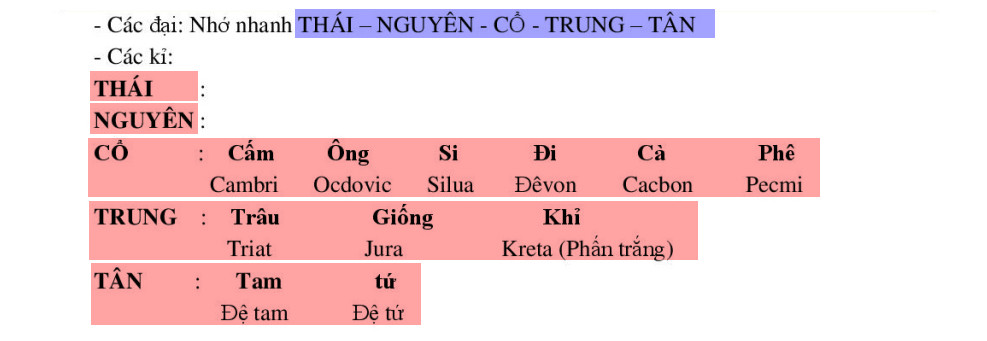 - Các đại: Nhớ nhanh THÁI – NGUYÊN - CỔ - TRUNG – TÂN
- Các kỉ:
THÁI :
NGUYÊN :
CỔ : Cấm Ông Si Đi Cà Phê
Cambri Ocdovic Silua Đêvon Cacbon Pecmi
TRUNG : Trâu Giống Khỉ
Triat Jura Kreta (Phấn trắng)
TÂN : Tam tứ
Đệ tam Đệ tứ